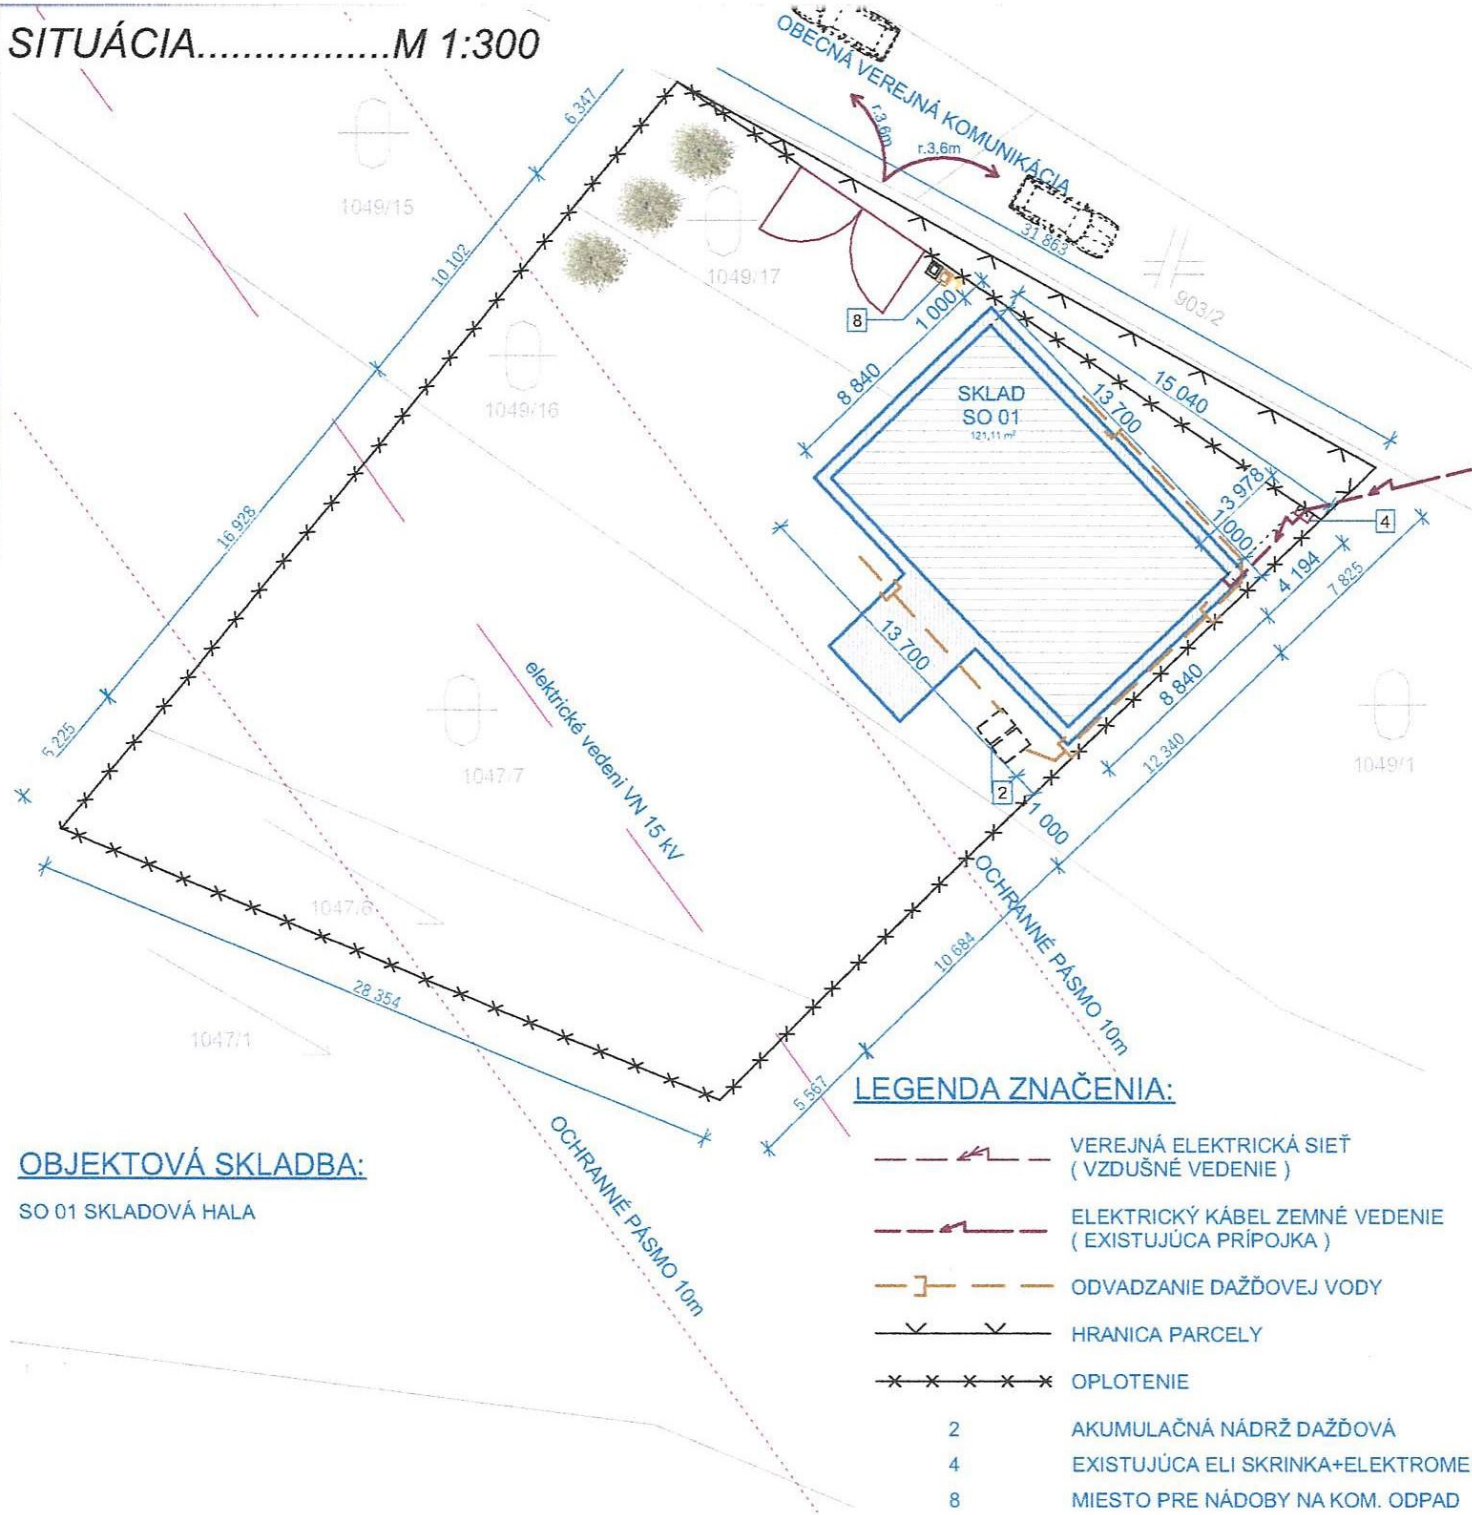 SITUÁCIA.................M 1:300
OBECNÁ VEREJNÁ KOMUNIKÁCIA
6 347
r.3,6m
r.3,6m
1049/15
31 863
10 102
1049/17
903/2
8
1 000
8 840
SKLAD
SO 01
121,11 m²
13 700
15 040
1049/16
3 978
1 000
4
16 928
4 194
7 825
13 700
elektrické vedení VN 15 kV
8 840
5 225
12 340
1047/7
1049/1
2
1 000
OCHRANNÉ PÁSMO 10m
1047/6
10 684
28 354
1047/1
5 567
LEGENDA ZNAČENIA:
OCHRANNÉ PÁSMO 10m
VEREJNÁ ELEKTRICKÁ SIEŤ
( VZDUŠNÉ VEDENIE )
OBJEKTOVÁ SKLADBA:
SO 01 SKLADOVÁ HALA
ELEKTRICKÝ KÁBEL ZEMNÉ VEDENIE
( EXISTUJÚCA PRÍPOJKA )
ODVADZANIE DAŽĎOVEJ VODY
HRANICA PARCELY
OPLOTENIE
2 AKUMULAČNÁ NÁDRŽ DAŽĎOVÁ
4 EXISTUJÚCA ELI SKRINKA+ELEKTROME
8 MIESTO PRE NÁDOBY NA KOM. ODPAD